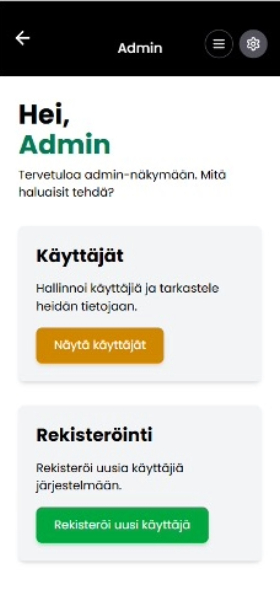 Admin
Hei,
Admin
Tervetuloa admin-näkymään. Mitä
haluaisit tehdä?
Käyttäjät
Hallinnoi käyttäjiä ja tarkastele
heidän tietojaan.
Näytä käyttäjät
Rekisteröinti
Rekisteröi uusia käyttäjiä
järjestelmään.
Rekisteröi uusi käyttäjä